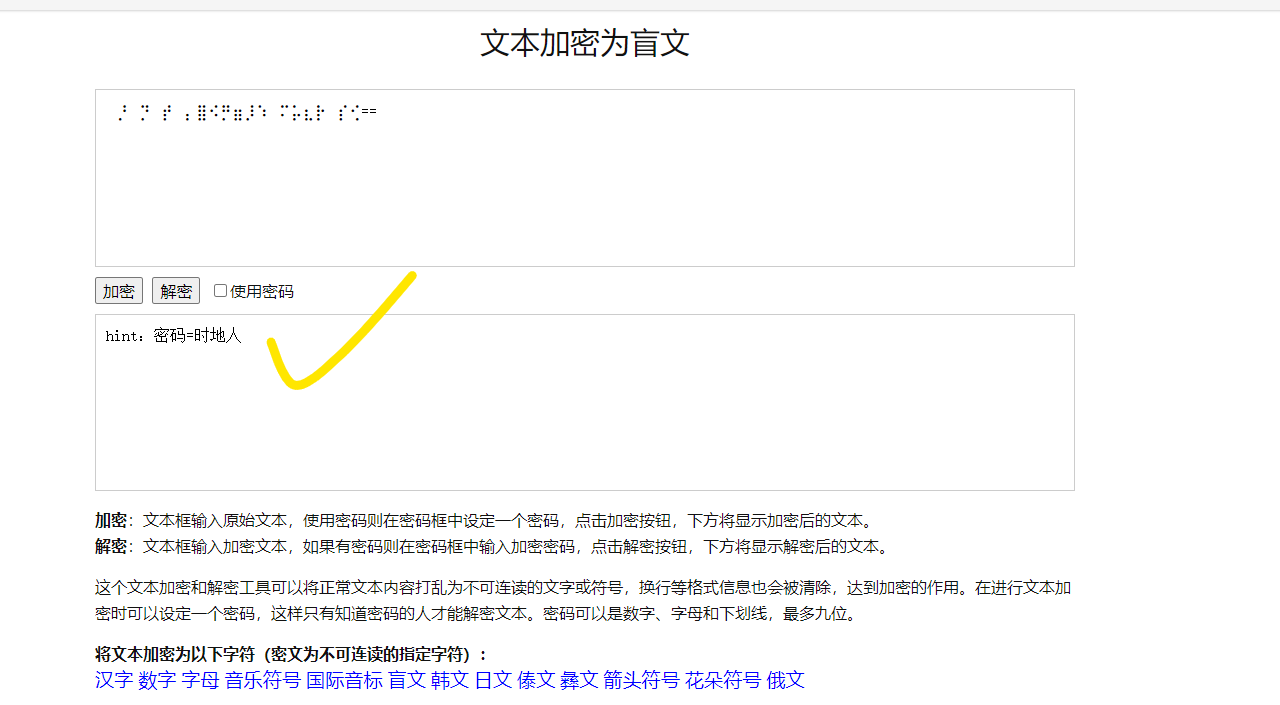 文本加密为盲文
==
加密 解密 使用密码
hint：密码=时地人
加密：文本框输入原始文本，使用密码则在密码框中设定一个密码，点击加密按钮，下方将显示加密后的文本。
解密：文本框输入加密文本，如果有密码则在密码框中输入加密密码，点击解密按钮，下方将显示解密后的文本。
这个文本加密和解密工具可以将正常文本内容打乱为不可连读的文字或符号，换行等格式信息也会被清除，达到加密的作用。在进行文本加
密时可以设定一个密码，这样只有知道密码的人才能解密文本。密码可以是数字、字母和下划线，最多九位。
将文本加密为以下字符（密文为不可连读的指定字符）：
汉字 数字 字母 音乐符号 国际音标 盲文 韩文 日文 傣文 彝文 箭头符号 花朵符号 俄文